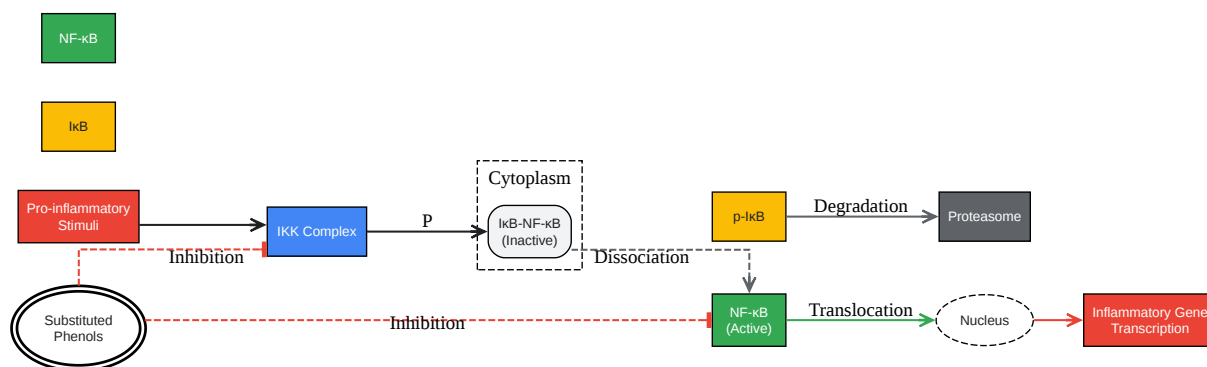 NF-κB
IκB
Pro-inflammatory
Stimuli
IKK Complex
P
Cytoplasm
IκB-NF-κB
(Inactive)
p-IκB
Degradation
Proteasome
Inhibition
Dissociation
Substituted
Phenols
Inhibition
NF-κB
(Active)
Translocation
Nucleus
Inflammatory Gene
Transcription